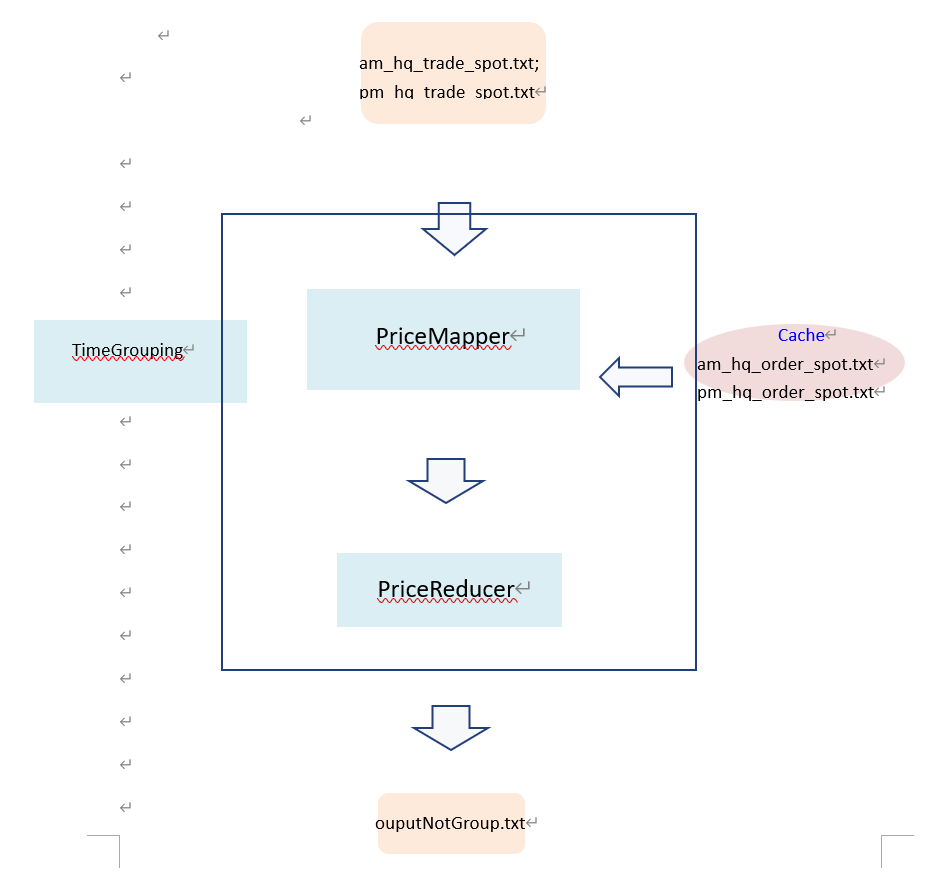 am_hq_trade_spot.txt;
pm_hq_trade_spot.txt
TimeGrouping
PriceMapper
Cache
am_hq_order_spot.txt
pm_hq_order_spot.txt
PriceReducer
ouputNotGroup.txt